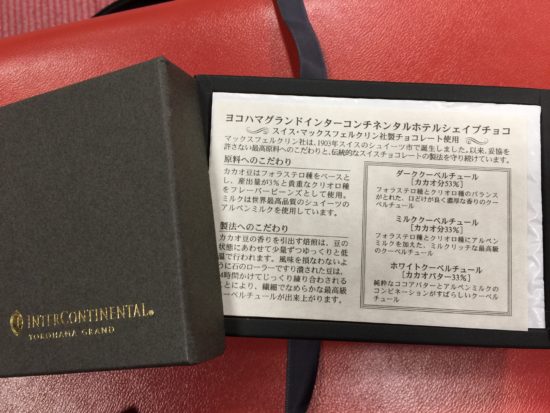 ヨコハマグランドインターコンチネンタルホテルシェイプチョコ
スイス・マックスフェルクリン社製チョコレート使用
マックスフェルクリン社は、1903年スイスのシュイーツ市で誕生しました。以来、妥協を
許さない最高原料へのこだわりと、伝統的なスイスチョコレートの製法を守り続けています。
原料へのこだわり
カカオ豆はフォラステロ種をベースと
し、産出量が3%と貴重なクリオロ種
をフレーバービーンズとして使用。
ミルクは世界最高品質のシュイーツの
アルペンミルクを使用しています。
製法へのこだわり
カカオ豆の香りを引出す焙煎は、豆の
状態にあわせて少量ずつゆっくりと低
温で行われます。風味を損なわないよ
うに石のローラーですり潰された豆は、
4時間かけてじっくり練り合わされる
ことにより、繊細でなめらかな最高級
クーベルチュールが出来上がります。
ダーククーベルチュール
[カカオ分53%]
フォラステロ種とクリオロ種のバランス
がとれた、口どけが良く濃厚な香りのクー
ベルチュール
ミルククーベルチュール
[カカオ分33%]
フォラステロ種とクリオロ種にアルペン
ミルクを加えた、ミルクリッチな最高級
のクーベルチュール
ホワイトクーベルチュール
[カカオバター33%]
純粋なココアバターとアルペンミルクの
コンビネーションがすばらしいクーベル
チュール
INTERCONTINENTAL®
YOKOHAMA GRAND